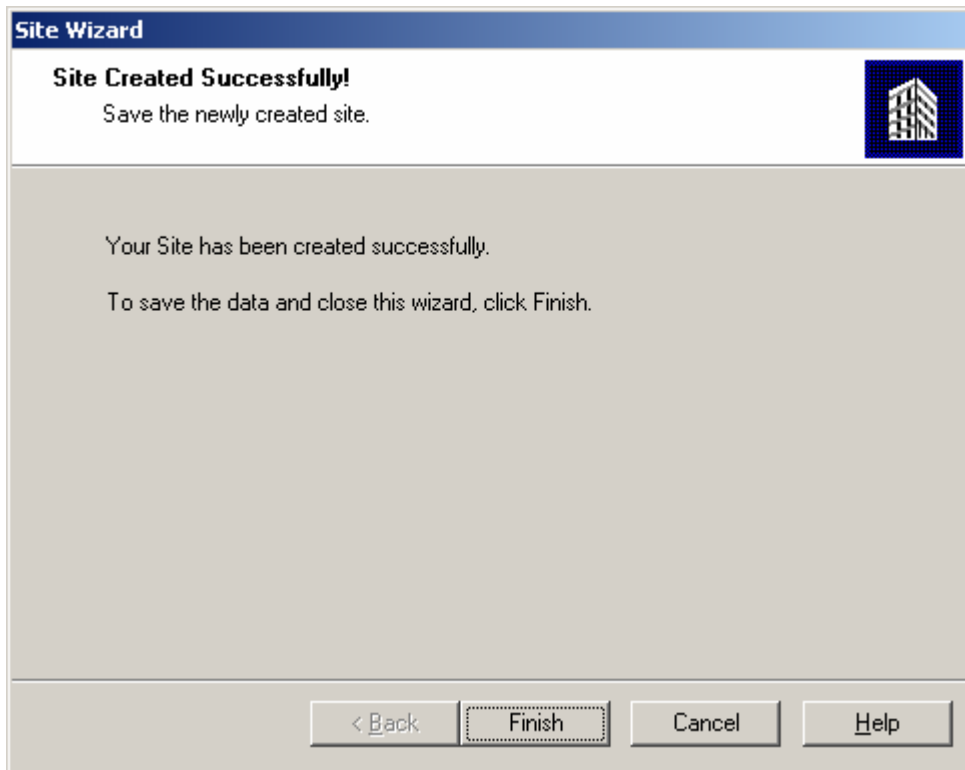 Site Wizard
Site Created Successfully!
Save the newly created site.
Your Site has been created successfully.
To save the data and close this wizard, click Finish.
< Back Finish Cancel Help